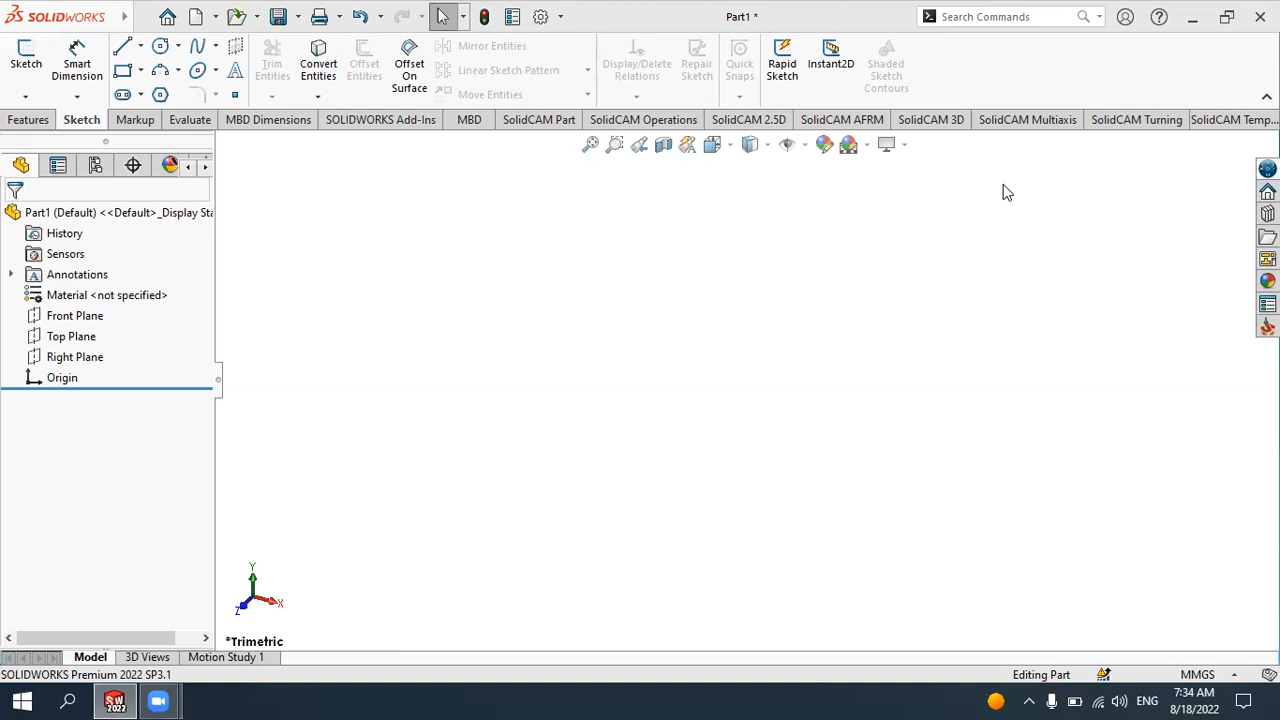 SOLIDWORKS
Part1 *
Search Commands
Sketch
Smart Dimension
Trim Entities
Convert Entities
Offset Entities
Offset On Surface
Mirror Entities
Linear Sketch Pattern
Move Entities
Display/Delete Relations
Repair Sketch
Quick Snaps
Rapid Sketch
Instant2D
Shaded Sketch Contours
Features
Sketch
Markup
Evaluate
MBD Dimensions
SOLIDWORKS Add-Ins
MBD
SolidCAM Part
SolidCAM Operations
SolidCAM 2.5D
SolidCAM AFRM
SolidCAM 3D
SolidCAM Multiaxis
SolidCAM Turning
SolidCAM Temp...
Part1 (Default) <<Default>_Display Sta
History
Sensors
Annotations
Material <not specified>
Front Plane
Top Plane
Right Plane
Origin
Y
X
Z
*Trimetric
Model
3D Views
Motion Study 1
SOLIDWORKS Premium 2022 SP3.1
Editing Part
MMGS
SW
2022
ENG
7:34 AM
8/18/2022